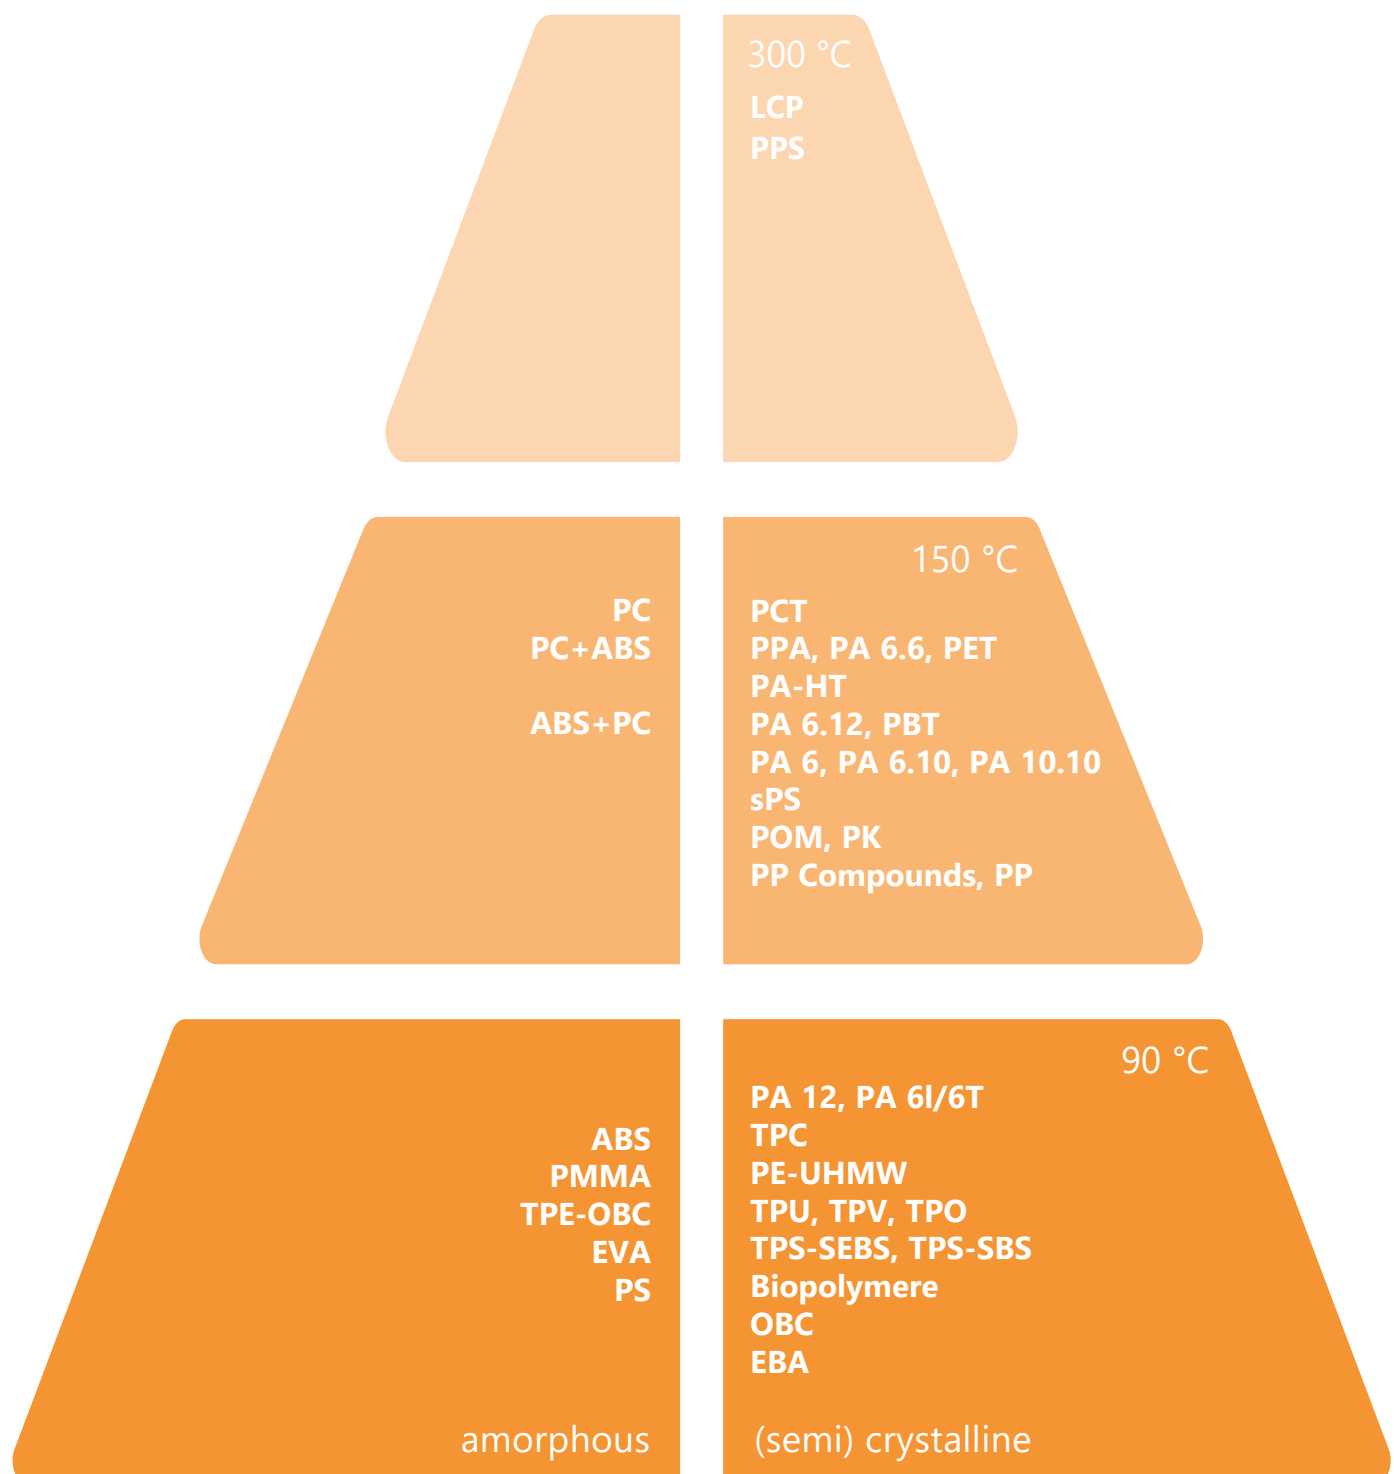 300 °C
LCP
PPS
150 °C
PC
PC+ABS
ABS+PC
PCT
PPA, PA 6.6, PET
PA-HT
PA 6.12, PBT
PA 6, PA 6.10, PA 10.10
sPS
POM, PK
PP Compounds, PP
90 °C
ABS
PMMA
TPE-OBC
EVA
PS
PA 12, PA 6l/6T
TPC
PE-UHMW
TPU, TPV, TPO
TPS-SEBS, TPS-SBS
Biopolymere
OBC
EBA
amorphous
(semi) crystalline